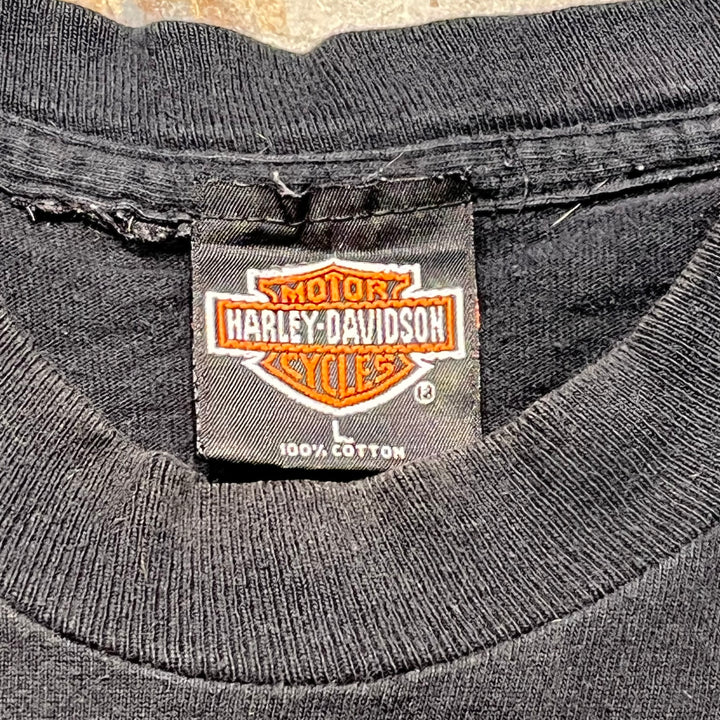 MOTOR
HARLEY-DAVIDSON
CYCLES
®
L
100% COTTON